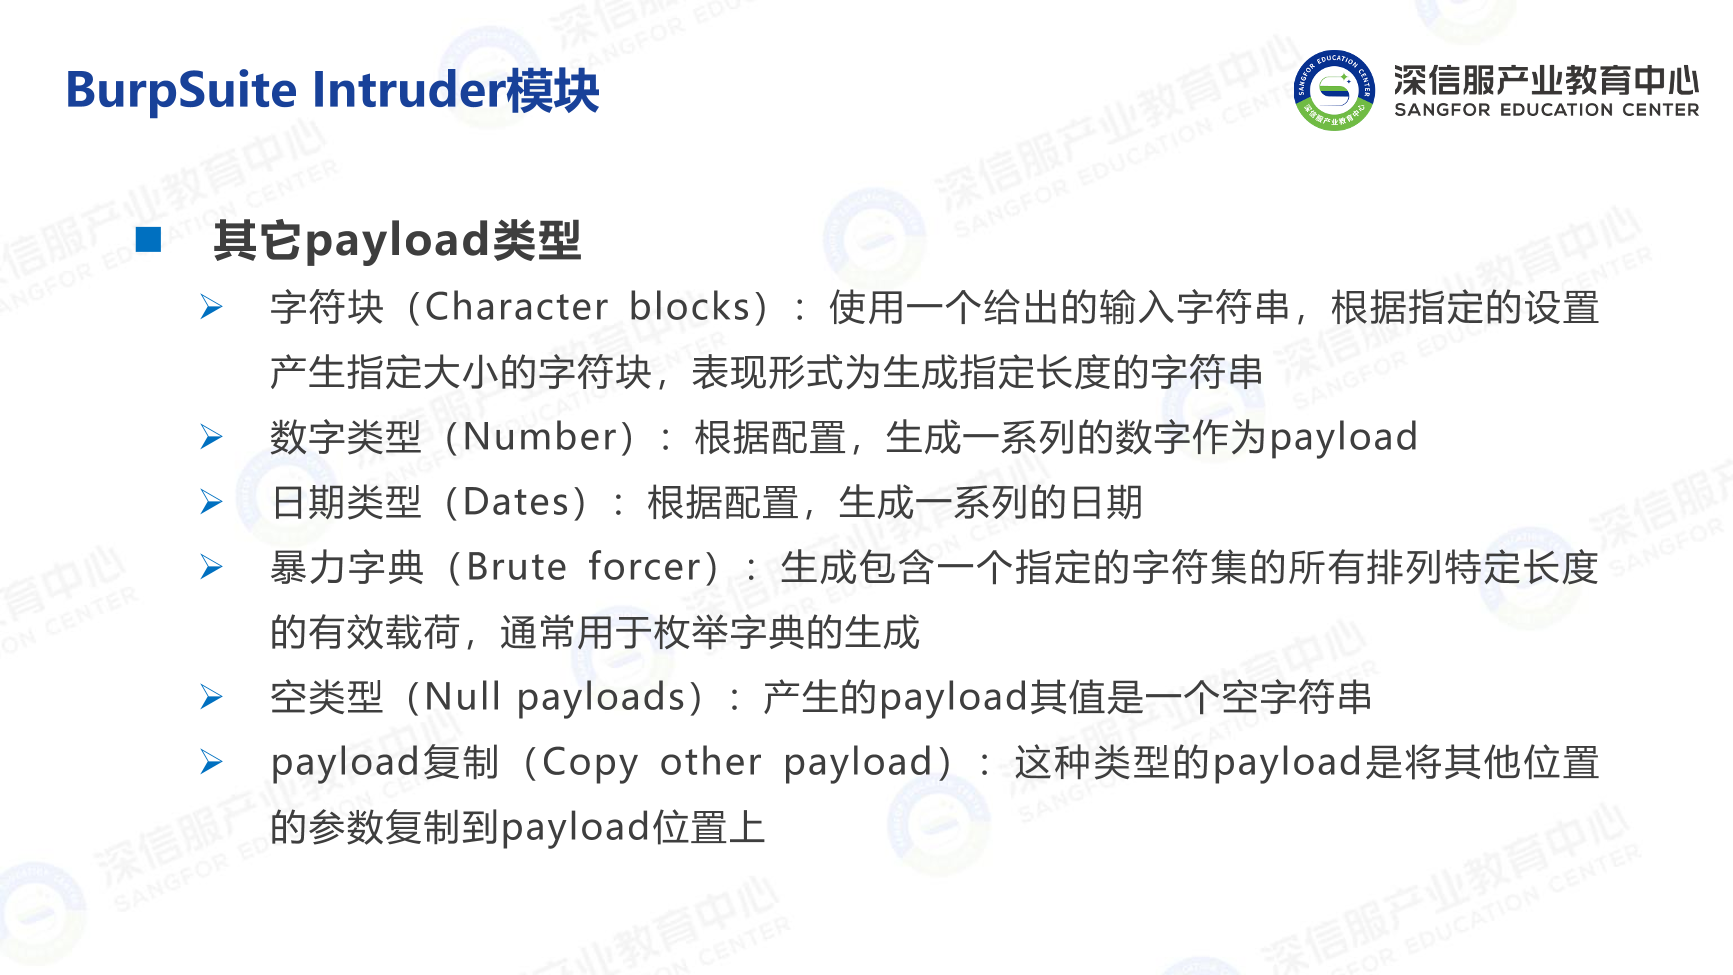 BurpSuite Intruder模块
深信服产业教育中心
SANGFOR EDUCATION CENTER
其它payload类型
字符块（Character blocks）：使用一个给出的输入字符串，根据指定的设置
产生指定大小的字符块，表现形式为生成指定长度的字符串
数字类型（Number）：根据配置，生成一系列的数字作为payload
日期类型（Dates）：根据配置，生成一系列的日期
暴力字典（Brute forcer）：生成包含一个指定的字符集的所有排列特定长度
的有效载荷，通常用于枚举字典的生成
空类型（Null payloads）：产生的payload其值是一个空字符串
payload复制（Copy other payload）：这种类型的payload是将其他位置
的参数复制到payload位置上